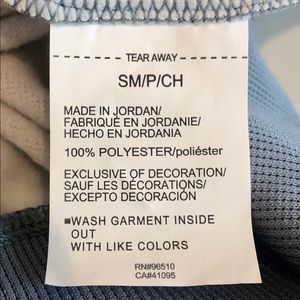 TEAR AWAY
SM/P/CH
MADE IN JORDAN/
FABRIQUÉ EN JORDANIE/
HECHO EN JORDANIA
100% POLYESTER/poliéster
EXCLUSIVE OF DECORATION/
SAUF LES DÉCORATIONS/
EXCEPTO DECORACIÓN
■WASH GARMENT INSIDE
OUT
WITH LIKE COLORS
RN#96510
CA#41095